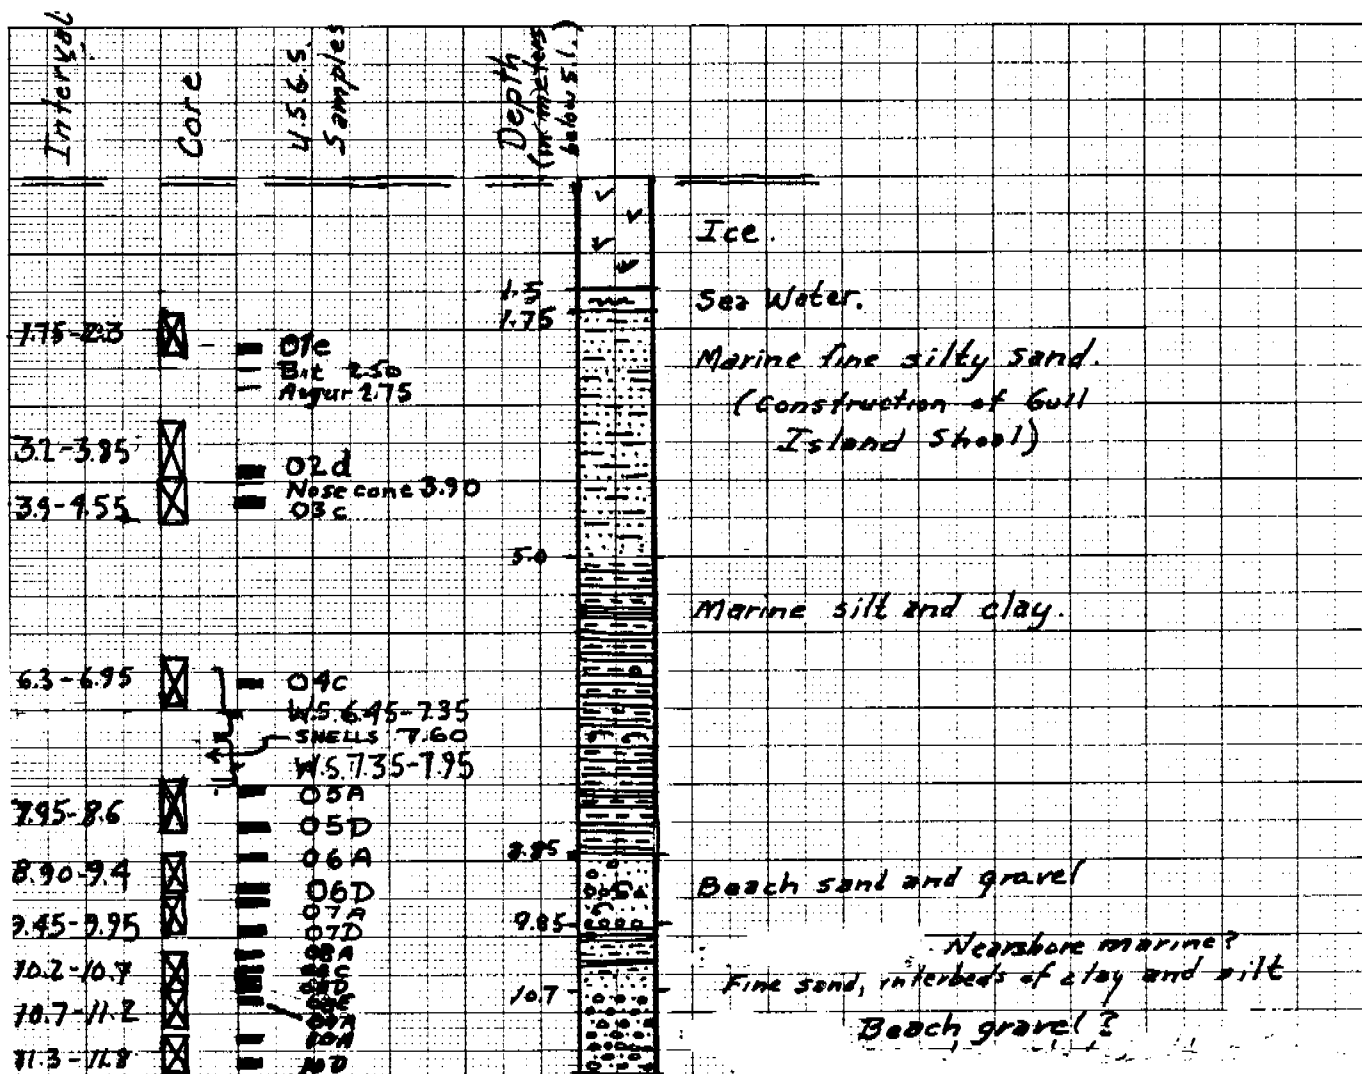 Interval
Core
U.S.G.S. Samples
Depth
(in meters
below s.l.)
Ice.
1.5
Sea Water.
1.75
1.75-2.3
01e
Bit 2.50
Augur 2.75
Marine fine silty sand.
(Construction of Gull
Island Shoal)
3.2-3.85
02d
Nose cone 3.90
3.9-4.55
03c
5.0
Marine silt and clay.
6.3-6.95
04c
W.S. 6.45-7.35
SHELLS 7.60
W.S. 7.35-7.95
7.95-8.6
05A
05D
8.85
06A
8.90-9.4
06D
Beach sand and gravel
07A
9.45-9.95
07D
9.85
08A
Nearshore marine?
10.2-10.7
Fine sand, interbeds of clay and silt
10.7
10.7-11.2
Beach gravel?
10A
11.3-11.8
10D